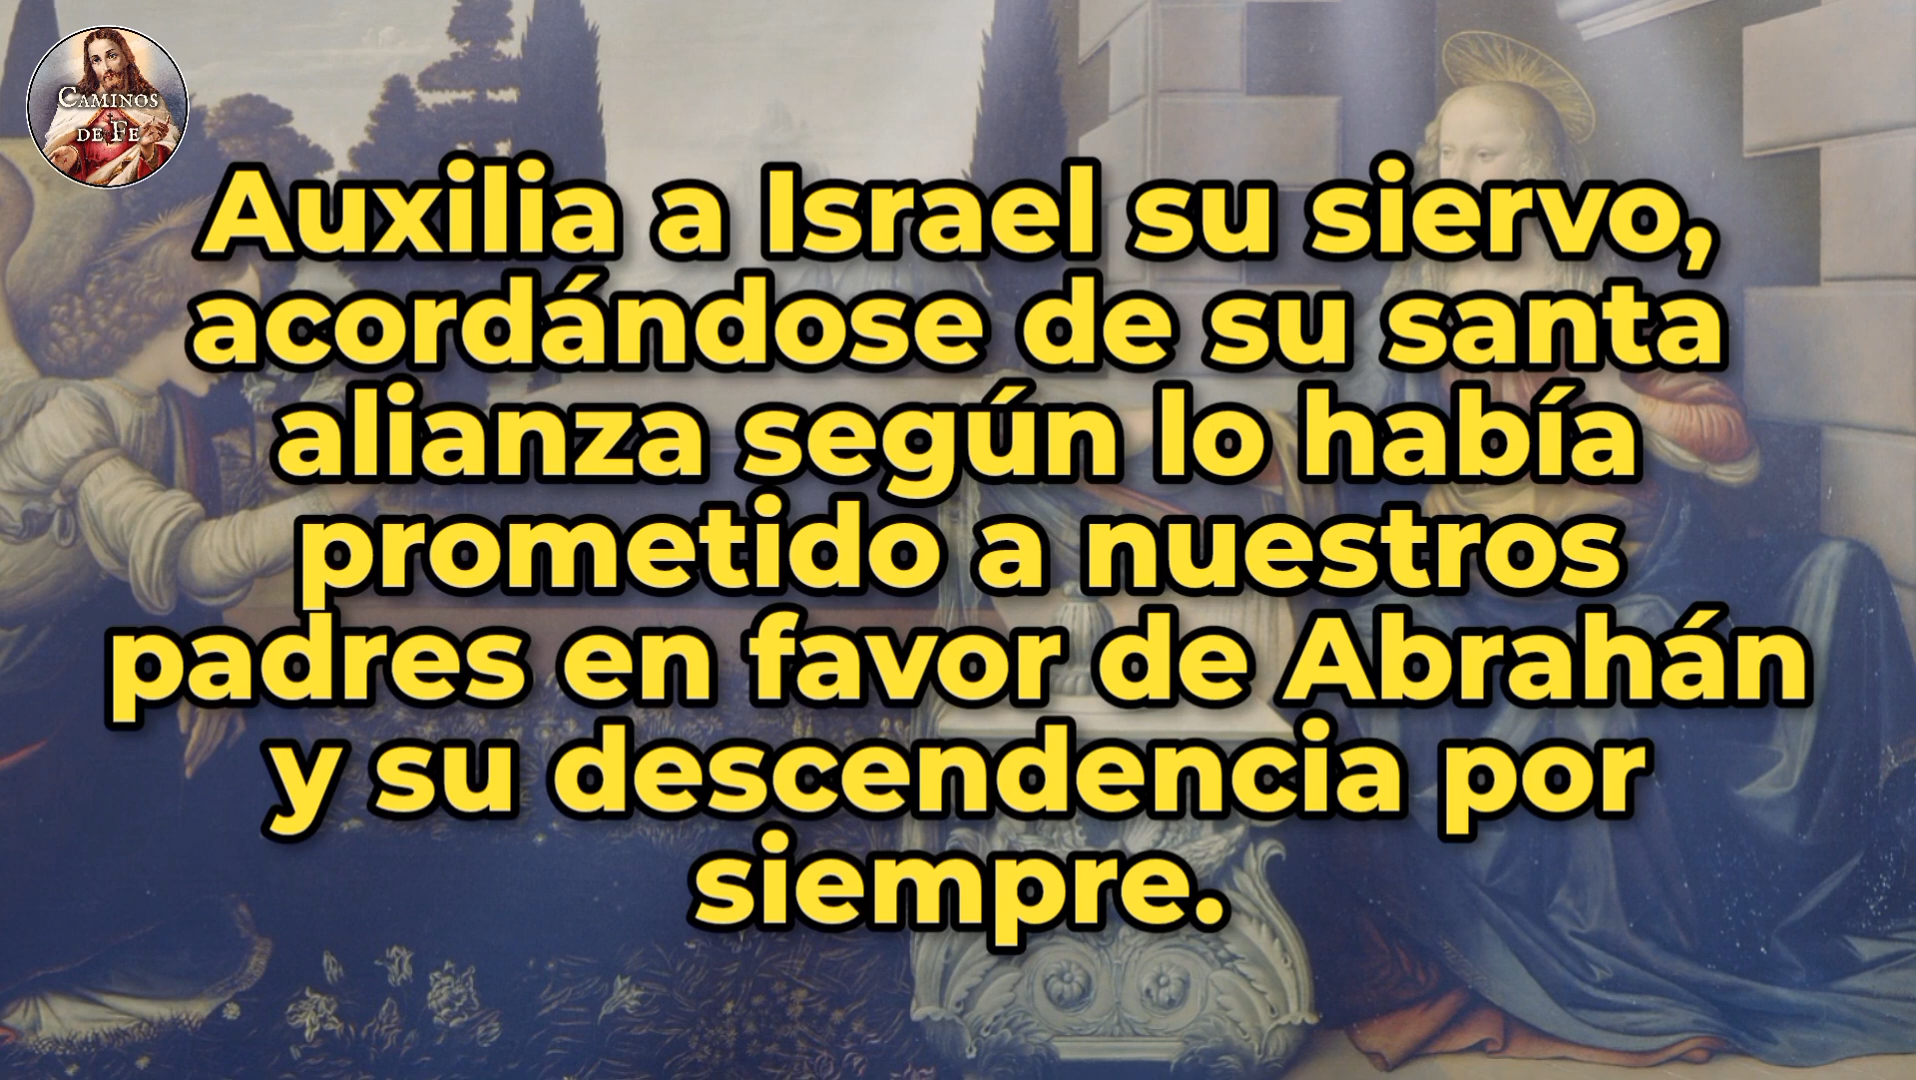 CAMINOS
DE FE
Auxilia a Israel su siervo,
acordándose de su santa
alianza según lo había
prometido a nuestros
padres en favor de Abrahán
y su descendencia por
siempre.